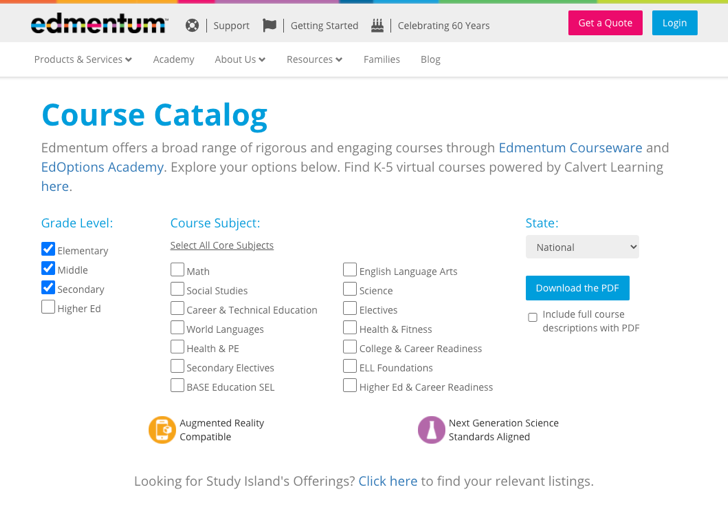 edmentum™
Support
Getting Started
Celebrating 60 Years
Get a Quote
Login
Products & Services
Academy
About Us
Resources
Families
Blog
Course Catalog
Edmentum offers a broad range of rigorous and engaging courses through Edmentum Courseware and
EdOptions Academy. Explore your options below. Find K-5 virtual courses powered by Calvert Learning
here.
Grade Level:
Elementary
Middle
Secondary
Higher Ed
Course Subject:
Select All Core Subjects
Math
Social Studies
Career & Technical Education
World Languages
Health & PE
Secondary Electives
BASE Education SEL
English Language Arts
Science
Electives
Health & Fitness
College & Career Readiness
ELL Foundations
Higher Ed & Career Readiness
State:
National
Download the PDF
Include full course
descriptions with PDF
Augmented Reality
Compatible
Next Generation Science
Standards Aligned
Looking for Study Island's Offerings? Click here to find your relevant listings.